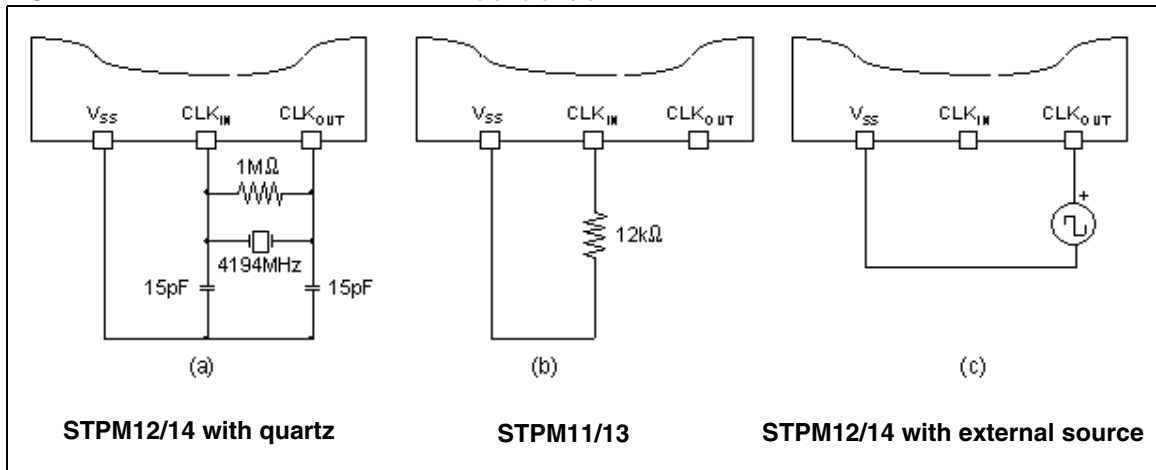 VSS CLKIN CLKOUT
1MΩ
4194MHz
15pF 15pF
(a)
STPM12/14 with quartz
VSS CLKIN CLKOUT
12kΩ
(b)
STPM11/13
VSS CLKIN CLKOUT
+
(c)
STPM12/14 with external source